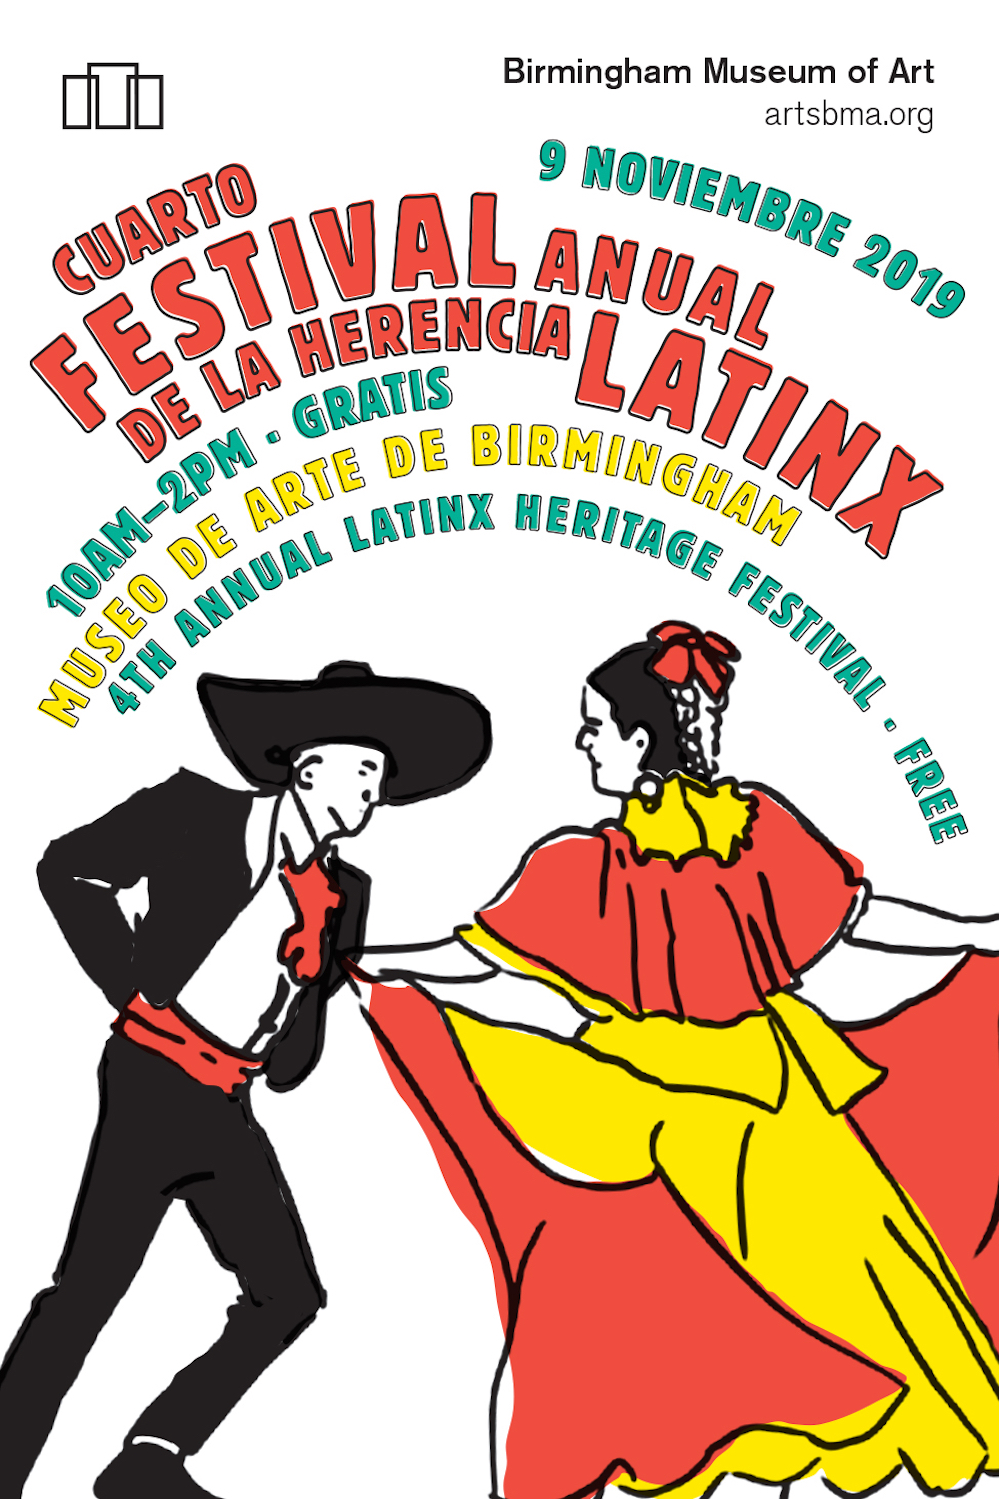 Birmingham Museum of Art
artsbma.org
9 NOVIEMBRE 2019
CUARTO
FESTIVAL ANUAL
DE LA HERENCIA LATINX
10AM–2PM · GRATIS
MUSEO DE ARTE DE BIRMINGHAM
4TH ANNUAL LATINX HERITAGE FESTIVAL · FREE